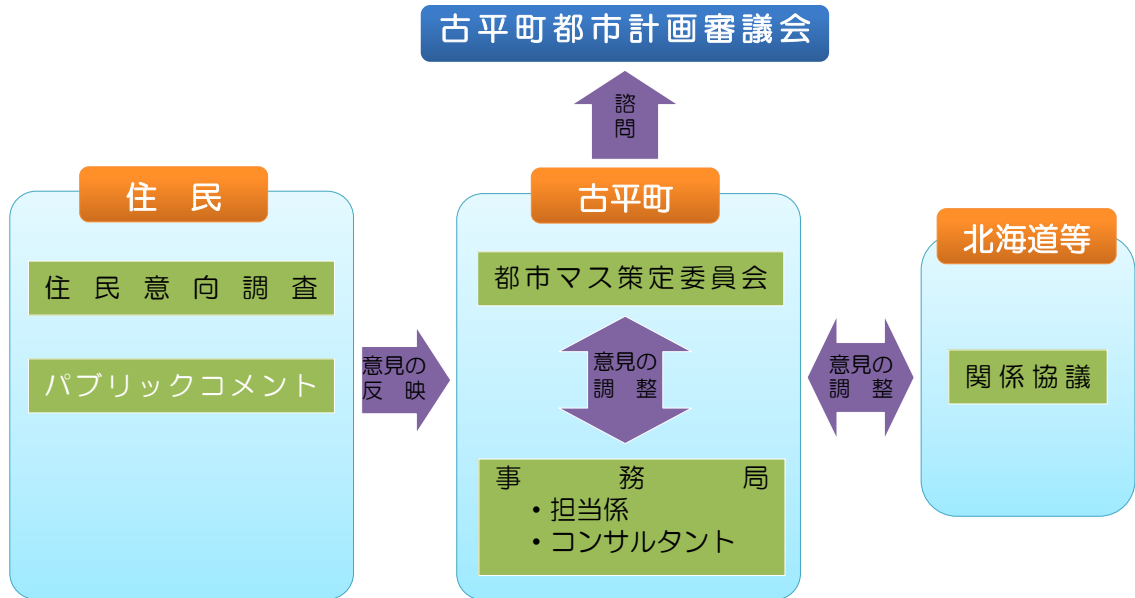 古平町都市計画審議会
諮
問
住民
住民意向調査
パブリックコメント
意見の
反映
古平町
都市マス策定委員会
意見の
調整
事務局
・担当係
・コンサルタント
意見の
調整
北海道等
関係協議